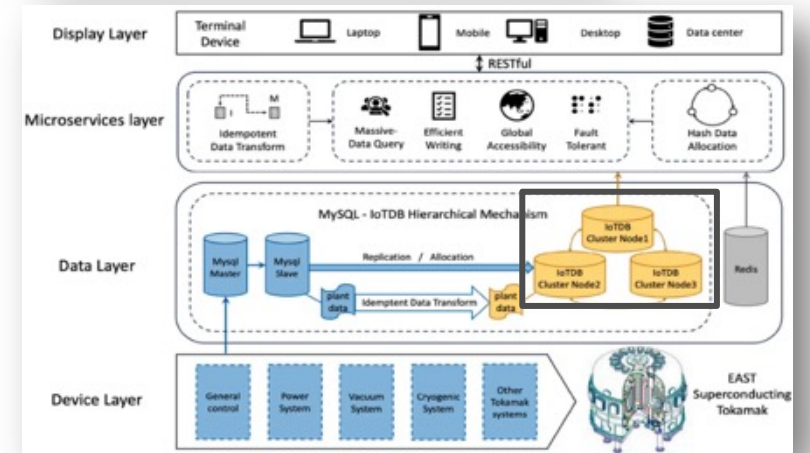 Display Layer
Terminal
Device
Laptop
Mobile
Desktop
Data center
RESTful
Microservices layer
I
M
Idempotent
Data Transform
Massive-
Data Query
Efficient
Writing
Global
Accessibility
Fault
Tolerant
Hash Data
Allocation
Data Layer
MySQL - IoTDB Hierarchical Mechanism
Mysql
Master
Mysql
Slave
Replication / Allocation
plant
data
Idemptent Data Transform
plant
data
IoTDB
Cluster Node1
IoTDB
Cluster Node2
IoTDB
Cluster Node3
Redis
Device Layer
General
control
Power
System
Vacuum
System
Cryogenic
System
Other
Tokamak
systems
EAST
Superconducting
Tokamak